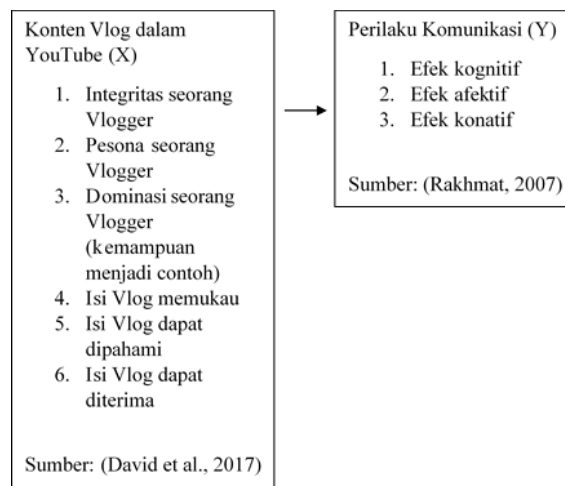 Konten Vlog dalam
YouTube (X)
1. Integritas seorang
Vlogger
2. Pesona seorang
Vlogger
3. Dominasi seorang
Vlogger
(kemampuan
menjadi contoh)
4. Isi Vlog memukau
5. Isi Vlog dapat
dipahami
6. Isi Vlog dapat
diterima
Sumber: (David et al., 2017)
Perilaku Komunikasi (Y)
1. Efek kognitif
2. Efek afektif
3. Efek konatif
Sumber: (Rakhmat, 2007)